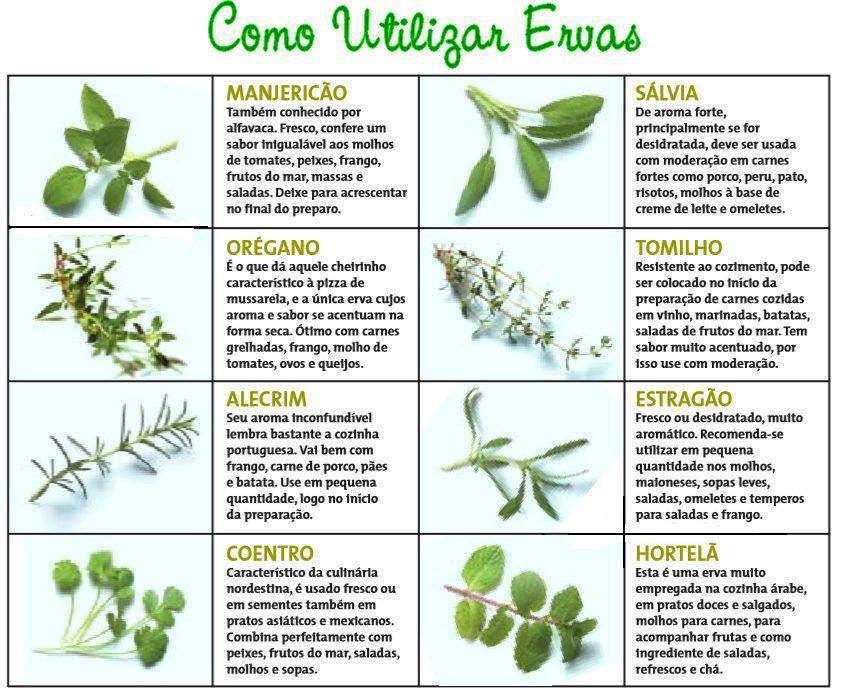 Como Utilizar Ervas
MANJERICÃO
Também conhecido por
alfavaca. Fresco, confere um
sabor inigualável aos molhos
de tomates, peixes, frango,
frutos do mar, massas e
saladas. Deixe para acrescentar
no final do preparo.
SÁLVIA
De aroma forte,
principalmente se for
desidratada, deve ser usada
com moderação em carnes
fortes como porco, peru, pato,
risotos, molhos à base de
creme de leite e omeletes.
ORÉGANO
É o que dá aquele cheirinho
característico à pizza de
mussarela, e a única erva cujos
aroma e sabor se acentuam na
forma seca. Ótimo com carnes
grelhadas, frango, molho de
tomates, ovos e queijos.
TOMILHO
Resistente ao cozimento, pode
ser colocado no início da
preparação de carnes cozidas
em vinho, marinadas, batatas,
saladas de frutos do mar. Tem
sabor muito acentuado, por
isso use com moderação.
ALECRIM
Seu aroma inconfundível
lembra bastante a cozinha
portuguesa. Vai bem com
frango, carne de porco, pães
e batata. Use em pequena
quantidade, logo no início
da preparação.
ESTRAGÃO
Fresco ou desidratado, muito
aromático. Recomenda-se
utilizar em pequena
quantidade nos molhos,
maioneses, sopas leves,
saladas, omeletes e temperos
para saladas e frango.
COENTRO
Característico da culinária
nordestina, é usado fresco ou
em sementes também em
pratos asiáticos e mexicanos.
Combina perfeitamente com
peixes, frutos do mar, saladas,
molhos e sopas.
HORTELÃ
Esta é uma erva muito
empregada na cozinha árabe,
em pratos doces e salgados,
molhos para carnes, para
acompanhar frutas e como
ingrediente de saladas,
refrescos e chá.